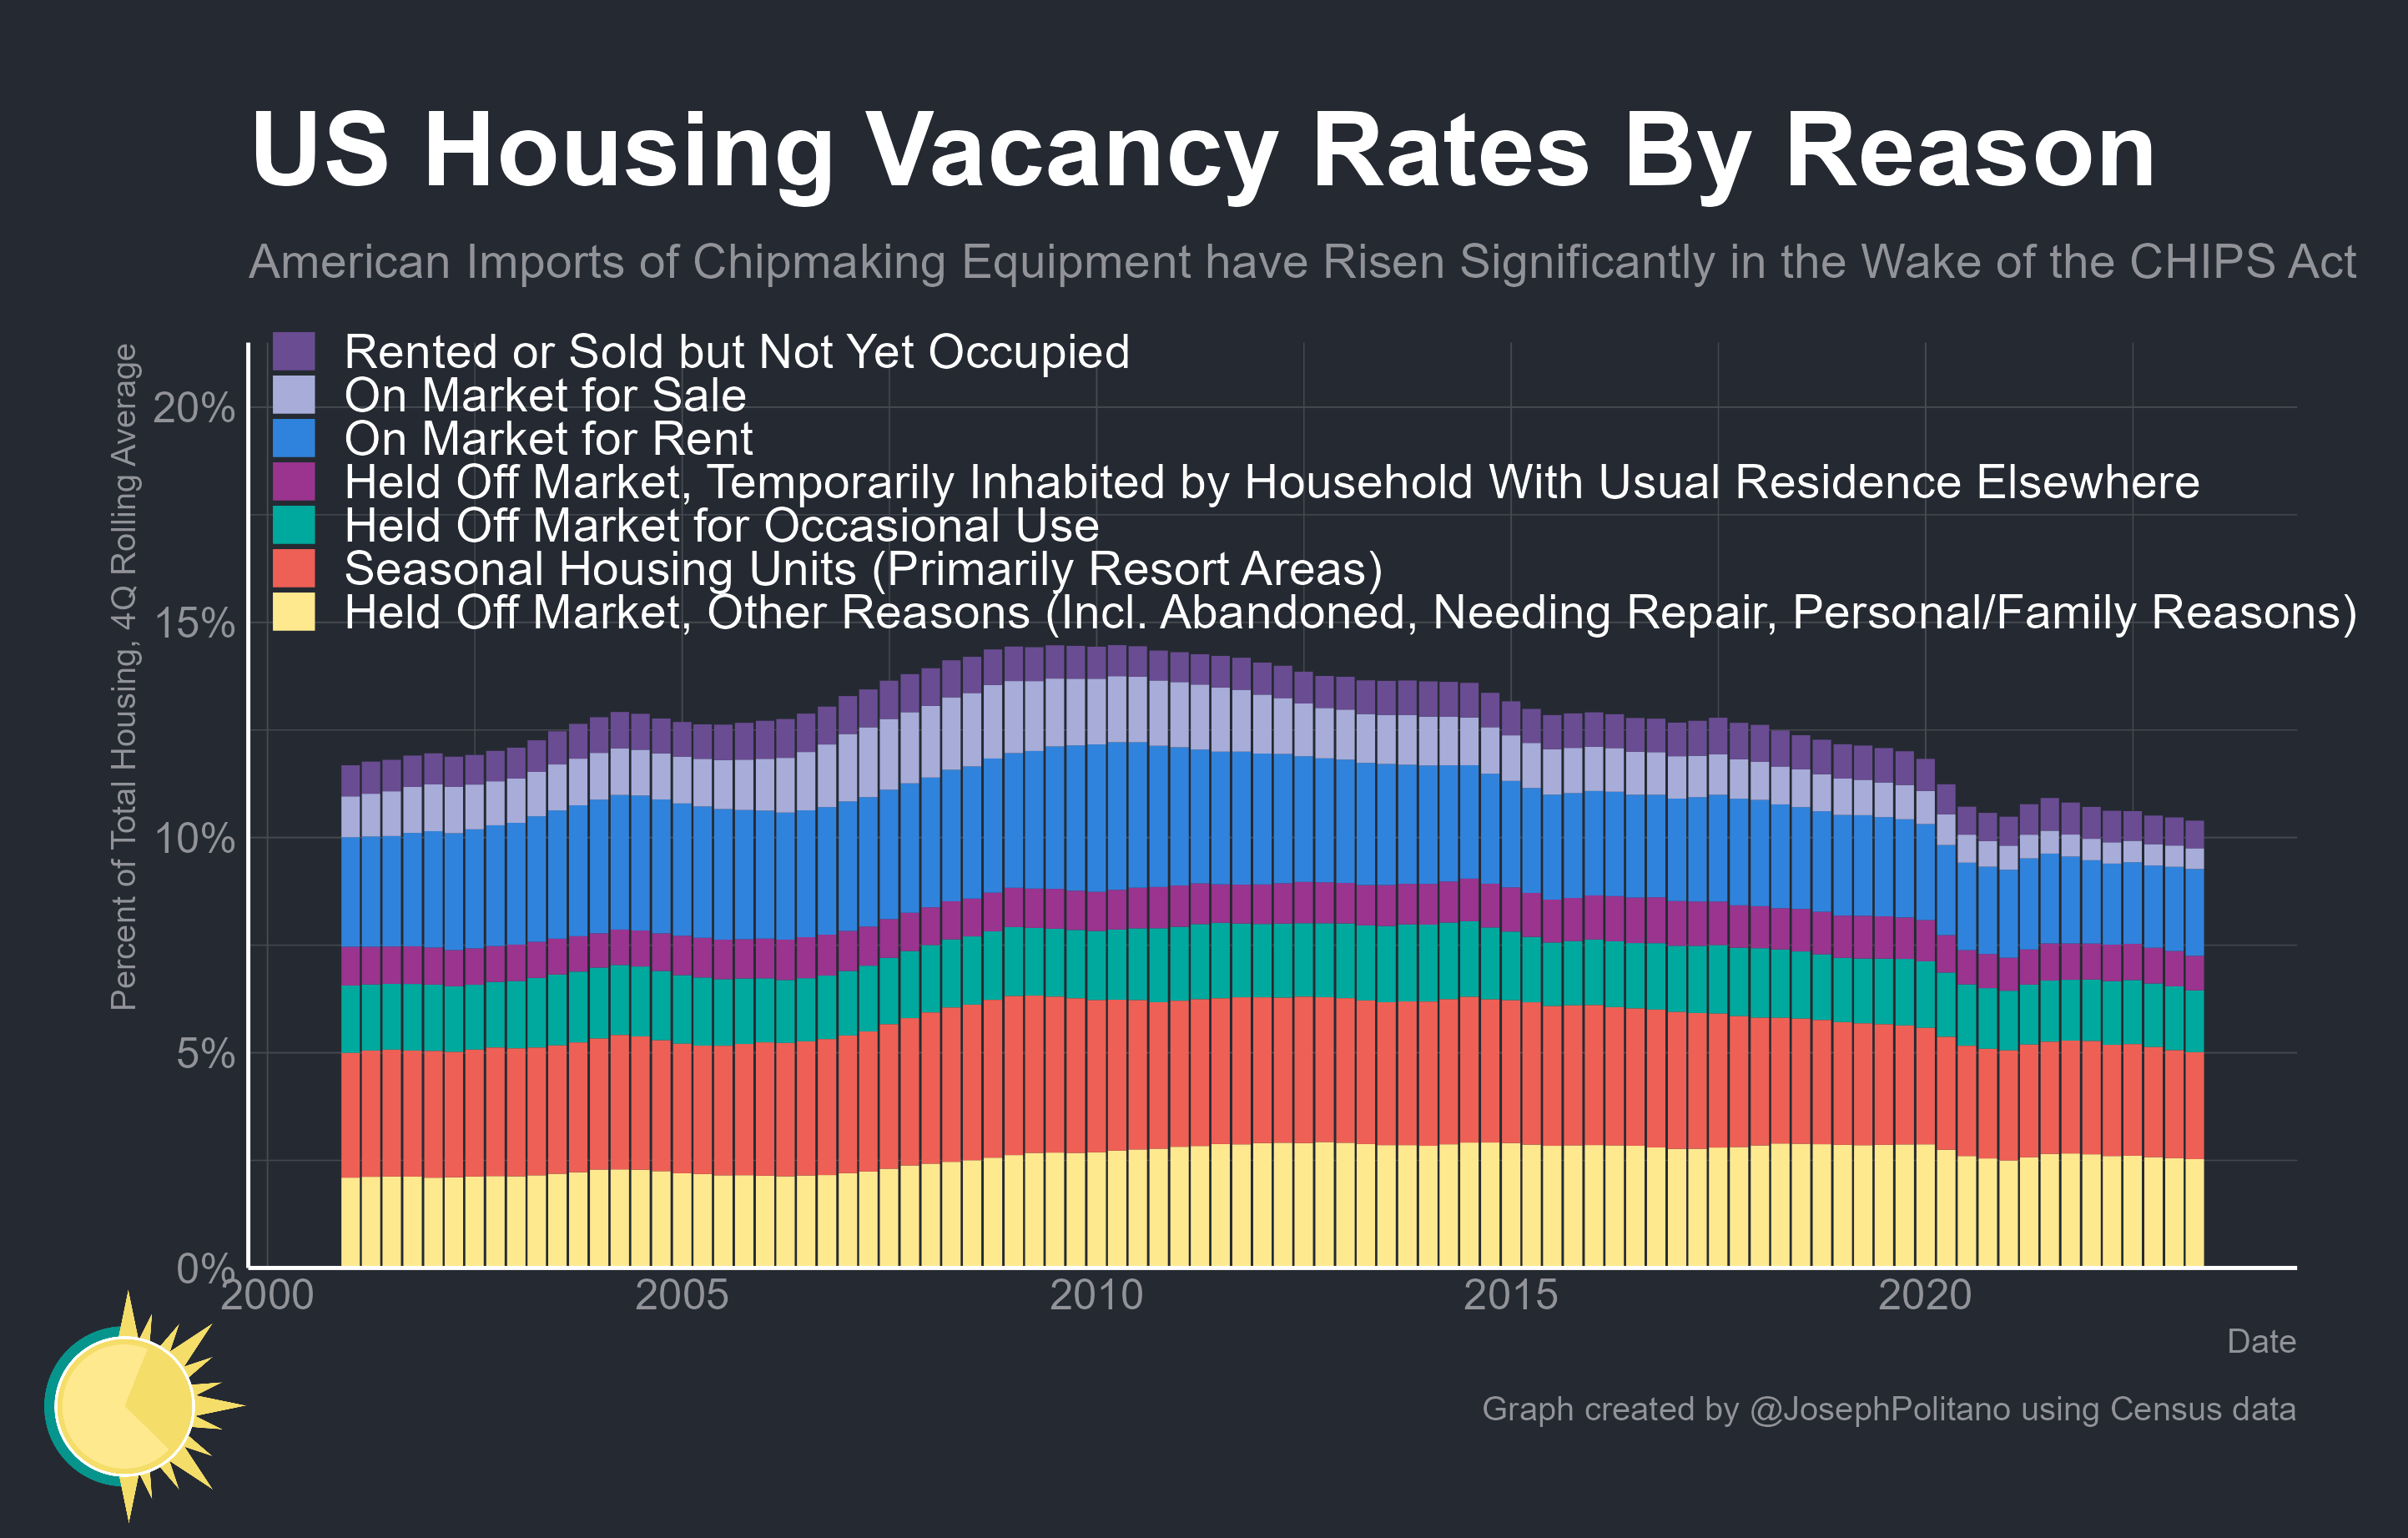 US Housing Vacancy Rates By Reason
American Imports of Chipmaking Equipment have Risen Significantly in the Wake of the CHIPS Act
Percent of Total Housing, 4Q Rolling Average
Rented or Sold but Not Yet Occupied
On Market for Sale
On Market for Rent
Held Off Market, Temporarily Inhabited by Household With Usual Residence Elsewhere
Held Off Market for Occasional Use
Seasonal Housing Units (Primarily Resort Areas)
Held Off Market, Other Reasons (Incl. Abandoned, Needing Repair, Personal/Family Reasons)
20%
15%
10%
5%
0%
2000 2005 2010 2015 2020
Date
Graph created by @JosephPolitano using Census data